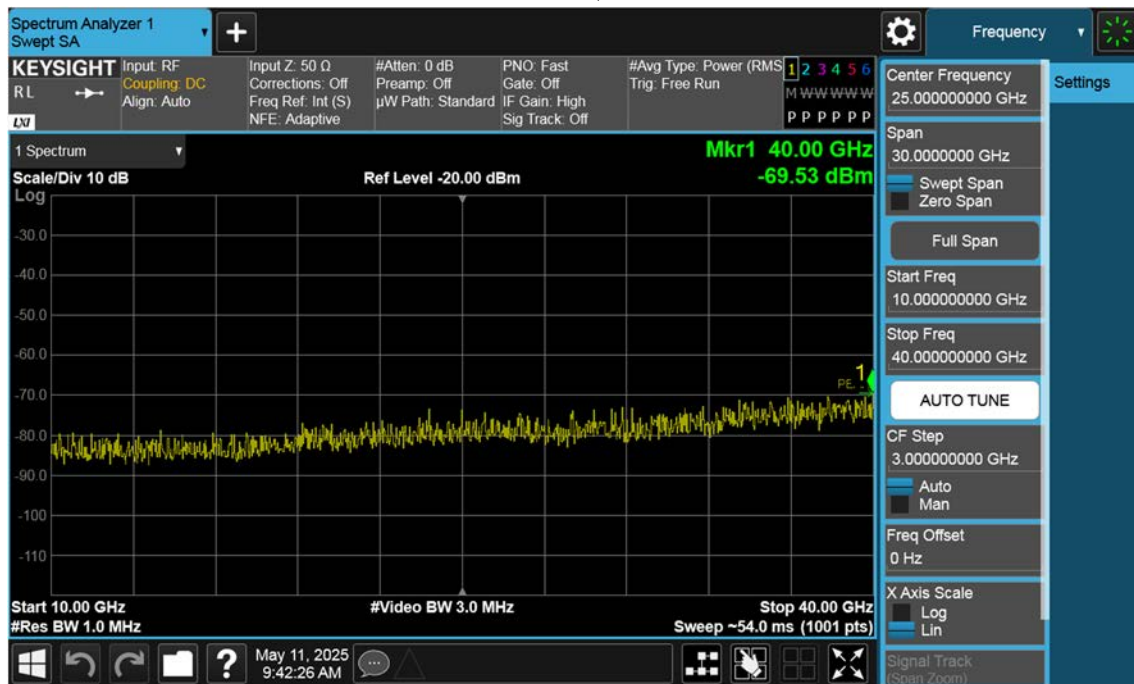 Spectrum Analyzer 1
Swept SA
Frequency
KEYSIGHT
RL
LXI
Input: RF
Coupling: DC
Align: Auto
Input Z: 50 Ω
Corrections: Off
Freq Ref: Int (S)
NFE: Adaptive
#Atten: 0 dB
Preamp: Off
µW Path: Standard
PNO: Fast
Gate: Off
IF Gain: High
Sig Track: Off
#Avg Type: Power (RMS
Trig: Free Run
1 2 3 4 5 6
M W W W W W
P P P P P P
1 Spectrum
Scale/Div 10 dB
Ref Level -20.00 dBm
Mkr1 40.00 GHz
-69.53 dBm
Log
-30.0
-40.0
-50.0
-60.0
-70.0
-80.0
-90.0
-100
-110
1
Start 10.00 GHz
#Res BW 1.0 MHz
#Video BW 3.0 MHz
Stop 40.00 GHz
Sweep ~54.0 ms (1001 pts)
Center Frequency
25.000000000 GHz
Span
30.0000000 GHz
Swept Span
Zero Span
Full Span
Start Freq
10.000000000 GHz
Stop Freq
40.000000000 GHz
AUTO TUNE
CF Step
3.000000000 GHz
Auto
Man
Freq Offset
0 Hz
X Axis Scale
Log
Lin
Signal Track
(Span Zoom)
Settings
?
May 11, 2025
9:42:26 AM